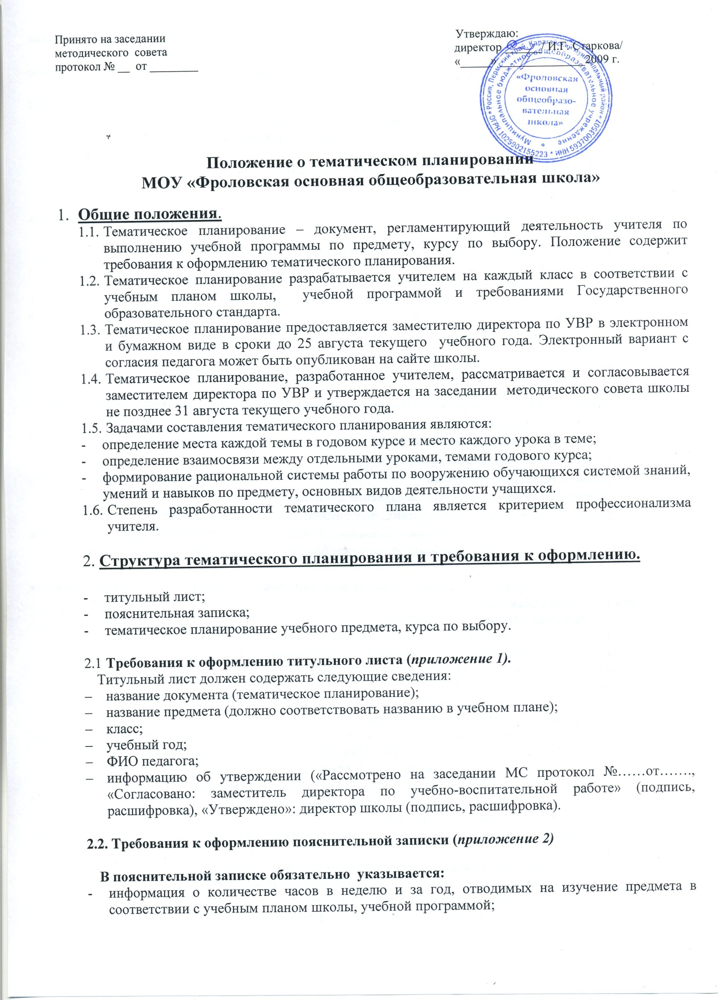 Принято на заседании
методического совета
протокол № __ от ________
Утверждаю:
директор ______/ И.Г. Старкова/
«_____» ______________2009 г.
* Россия, Пермский край, Карагайский муниципальный район *
* ОГРН 1025902155223 * ИНН 5937003507 *
Муниципальное бюджетное общеобразовательное учреждение *
«Фроловская
основная
общеобразо-
вательная
школа»
Положение о тематическом планировании
МОУ «Фроловская основная общеобразовательная школа»
1. Общие положения.
1.1. Тематическое планирование – документ, регламентирующий деятельность учителя по
выполнению учебной программы по предмету, курсу по выбору. Положение содержит
требования к оформлению тематического планирования.
1.2. Тематическое планирование разрабатывается учителем на каждый класс в соответствии с
учебным планом школы, учебной программой и требованиями Государственного
образовательного стандарта.
1.3. Тематическое планирование предоставляется заместителю директора по УВР в электронном
и бумажном виде в сроки до 25 августа текущего учебного года. Электронный вариант с
согласия педагога может быть опубликован на сайте школы.
1.4. Тематическое планирование, разработанное учителем, рассматривается и согласовывается
заместителем директора по УВР и утверждается на заседании методического совета школы
не позднее 31 августа текущего учебного года.
1.5. Задачами составления тематического планирования являются:
- определение места каждой темы в годовом курсе и место каждого урока в теме;
- определение взаимосвязи между отдельными уроками, темами годового курса;
- формирование рациональной системы работы по вооружению обучающихся системой знаний,
умений и навыков по предмету, основных видов деятельности учащихся.
1.6. Степень разработанности тематического плана является критерием профессионализма
учителя.
2. Структура тематического планирования и требования к оформлению.
- титульный лист;
- пояснительная записка;
- тематическое планирование учебного предмета, курса по выбору.
2.1 Требования к оформлению титульного листа (приложение 1).
Титульный лист должен содержать следующие сведения:
– название документа (тематическое планирование);
– название предмета (должно соответствовать названию в учебном плане);
– класс;
– учебный год;
– ФИО педагога;
– информацию об утверждении («Рассмотрено на заседании МС протокол №……от…….,
«Согласовано: заместитель директора по учебно-воспитательной работе» (подпись,
расшифровка), «Утверждено»: директор школы (подпись, расшифровка).
2.2. Требования к оформлению пояснительной записки (приложение 2)
В пояснительной записке обязательно указывается:
- информация о количестве часов в неделю и за год, отводимых на изучение предмета в
соответствии с учебным планом школы, учебной программой;